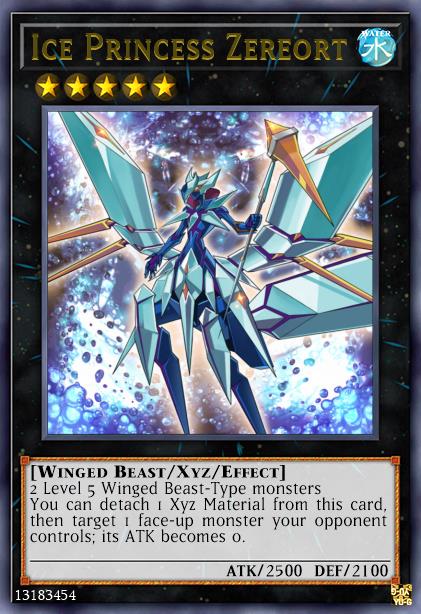 Ice Princess Zereort
WATER
水
[Winged Beast/Xyz/Effect]
2 Level 5 Winged Beast-Type monsters
You can detach 1 Xyz Material from this card,
then target 1 face-up monster your opponent
controls; its ATK becomes 0.
ATK/2500 DEF/2100
13183454